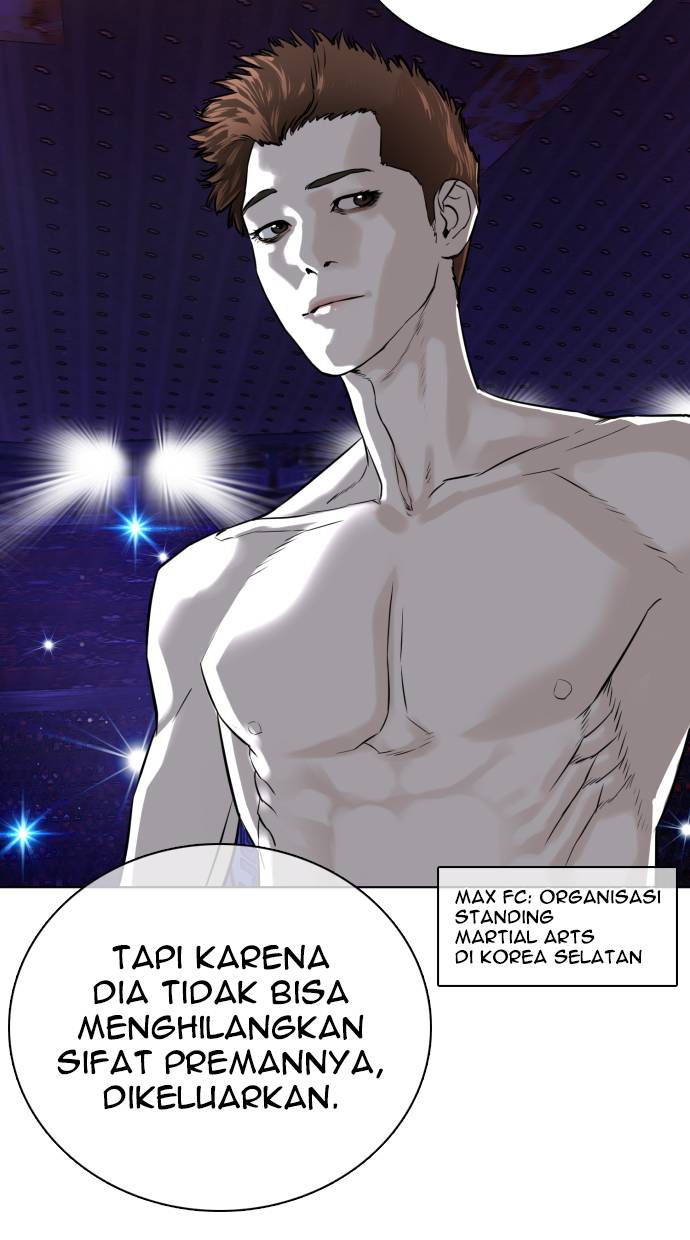 MAX FC: ORGANISASI
STANDING
MARTIAL ARTS
DI KOREA SELATAN
TAPI KARENA
DIA TIDAK BISA
MENGHILANGKAN
SIFAT PREMANNYA,
DIKELUARKAN.